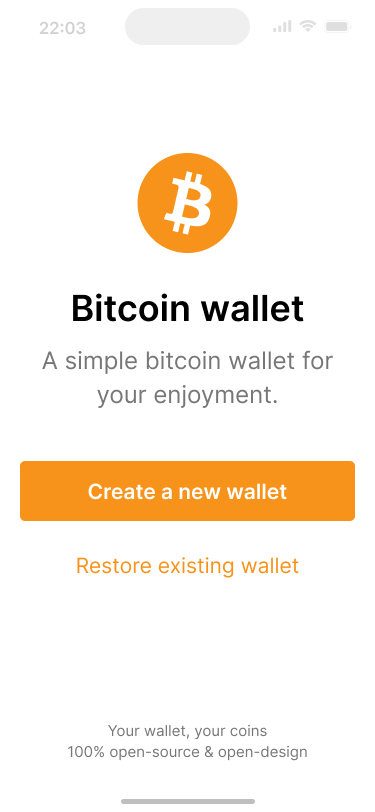 22:03
Bitcoin wallet
A simple bitcoin wallet for
your enjoyment.
Create a new wallet
Restore existing wallet
Your wallet, your coins
100% open-source & open-design